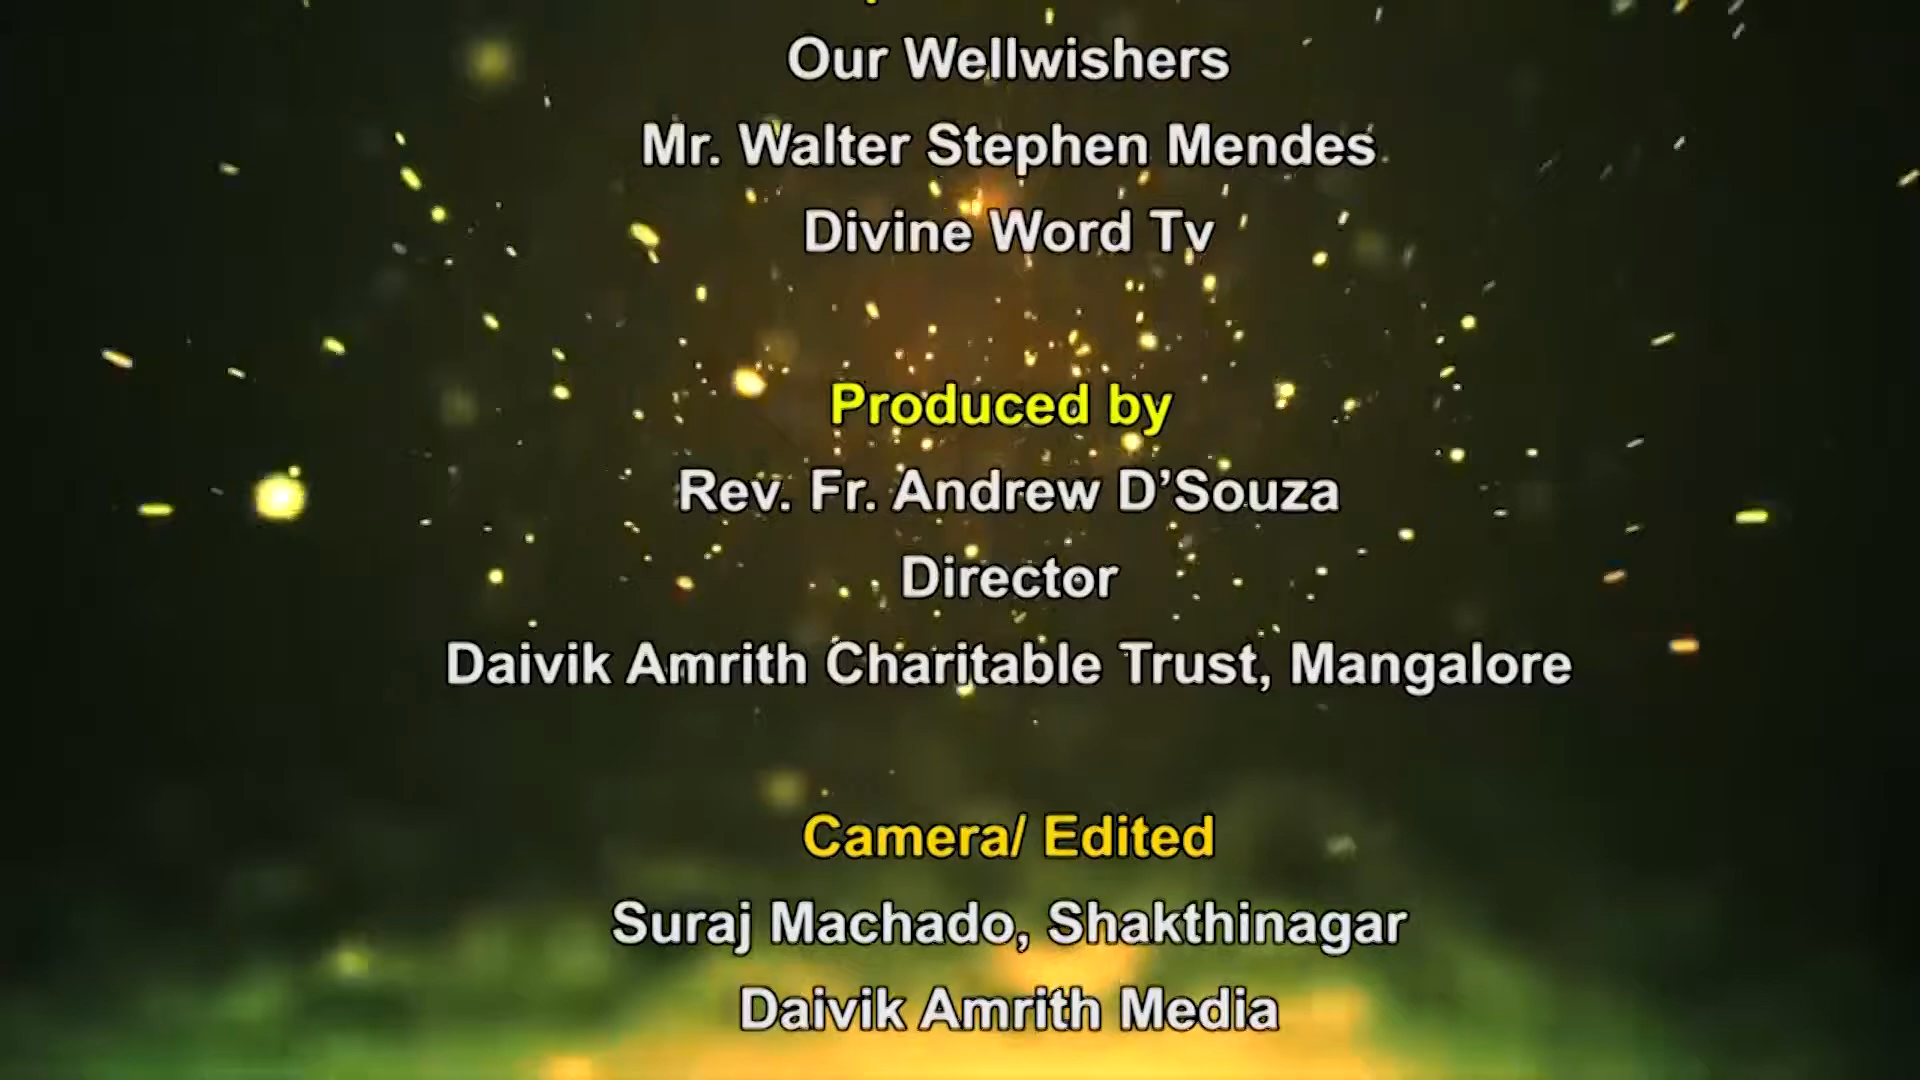 Our Wellwishers
Mr. Walter Stephen Mendes
Divine Word Tv
Produced by
Rev. Fr. Andrew D’Souza
Director
Daivik Amrith Charitable Trust, Mangalore
Camera/ Edited
Suraj Machado, Shakthinagar
Daivik Amrith Media